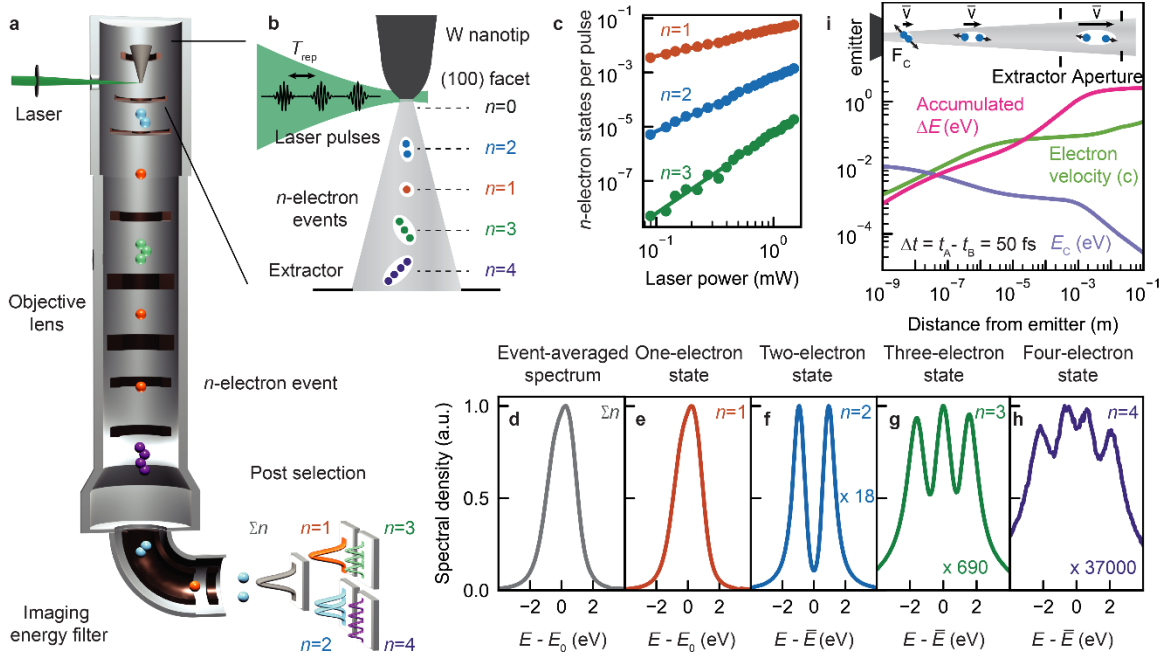 a
Laser
Objective
lens
n-electron event
Post selection
Σn
n=1
n=3
n=2
n=4
Imaging
energy filter
b
T_rep
Laser pulses
W nanotip
(100) facet
n=0
n=2
n=1
n=3
n=4
n-electron
events
Extractor
c
n-electron states per pulse
10⁻¹
10⁻³
10⁻⁵
10⁻⁷
n=1
n=2
n=3
10⁻¹
10⁰
Laser power (mW)
i
emitter
v̅
v̅
v̅
F_C
Extractor Aperture
10⁰
10⁻²
10⁻⁴
Accumulated
ΔE (eV)
Electron
velocity (c)
Δt = t_A - t_B = 50 fs
E_C (eV)
10⁻⁹ 10⁻⁷ 10⁻⁵ 10⁻³ 10⁻¹
Distance from emitter (m)
Event-averaged
spectrum
One-electron
state
Two-electron
state
Three-electron
state
Four-electron
state
Spectral density (a.u.)
1.0
0.5
0.0
d
Σn
−2 0 2
E - E₀ (eV)
e
n=1
−2 0 2
E - E₀ (eV)
f
n=2
x 18
−2 0 2
E - E̅ (eV)
g
n=3
x 690
−2 0 2
E - E̅ (eV)
h
n=4
x 37000
−2 0 2
E - E̅ (eV)